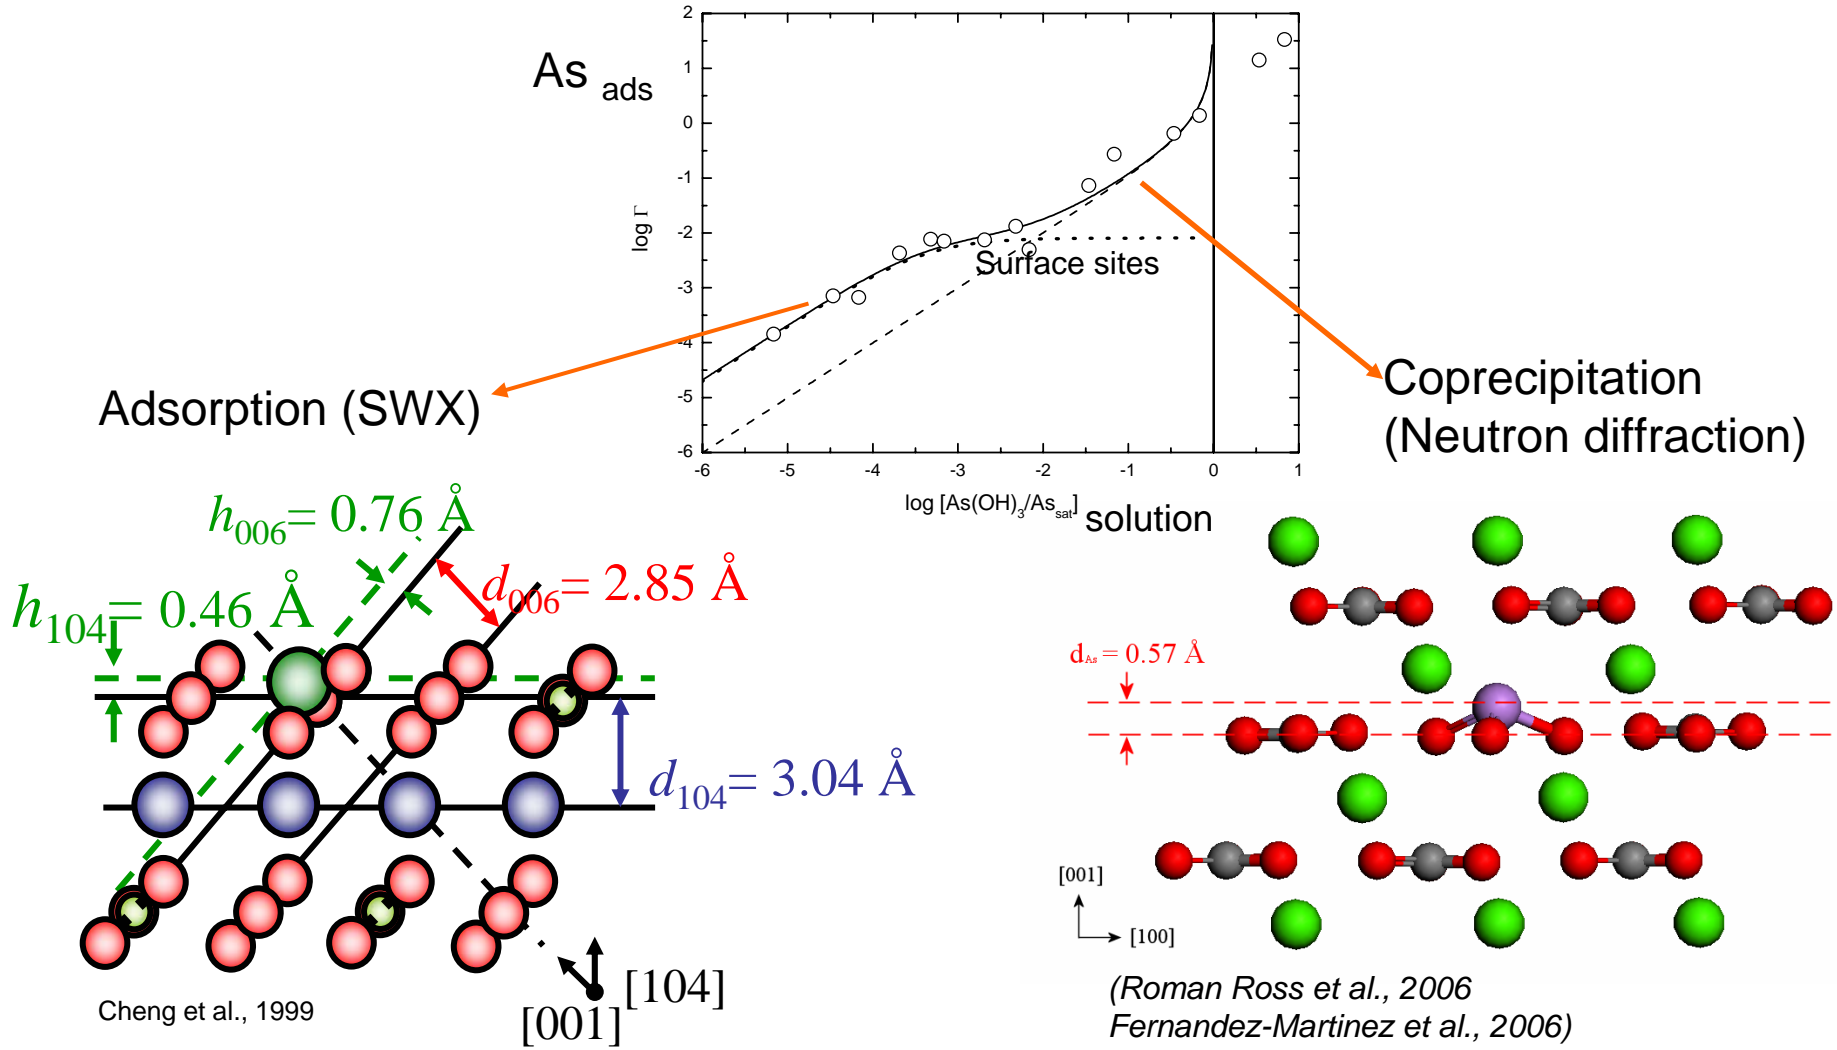 As ads
2
1
0
-1
-2
-3
-4
-5
-6
log Γ
Surface sites
-6 -5 -4 -3 -2 -1 0 1
log [As(OH)3/Assat] solution
Adsorption (SWX)
Coprecipitation
(Neutron diffraction)
h006= 0.76 Å
h104= 0.46 Å
d006= 2.85 Å
d104= 3.04 Å
[104]
[001]
Cheng et al., 1999
dAs = 0.57 Å
[001]
[100]
(Roman Ross et al., 2006
Fernandez-Martinez et al., 2006)